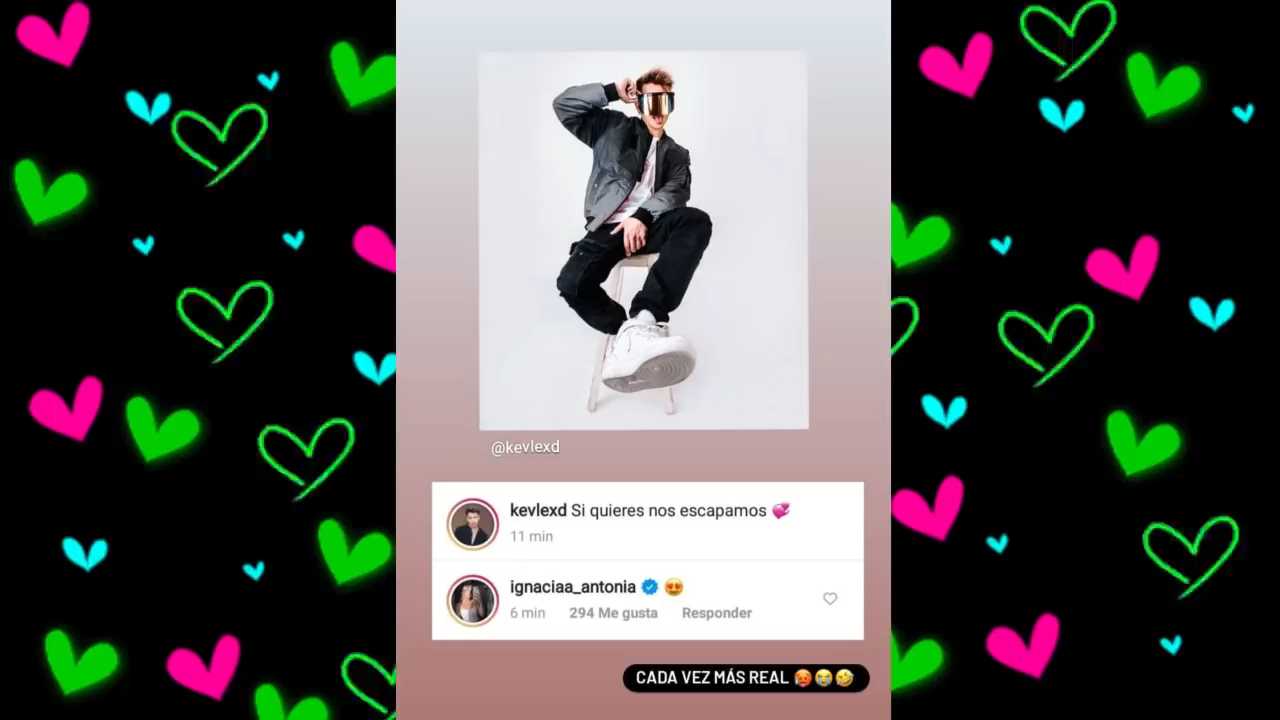 @kevlexd
kevlexd Si quieres nos escapamos 💞
11 min
ignaciaa_antonia 😍
6 min 294 Me gusta Responder
CADA VEZ MÁS REAL 🥵😭🤣